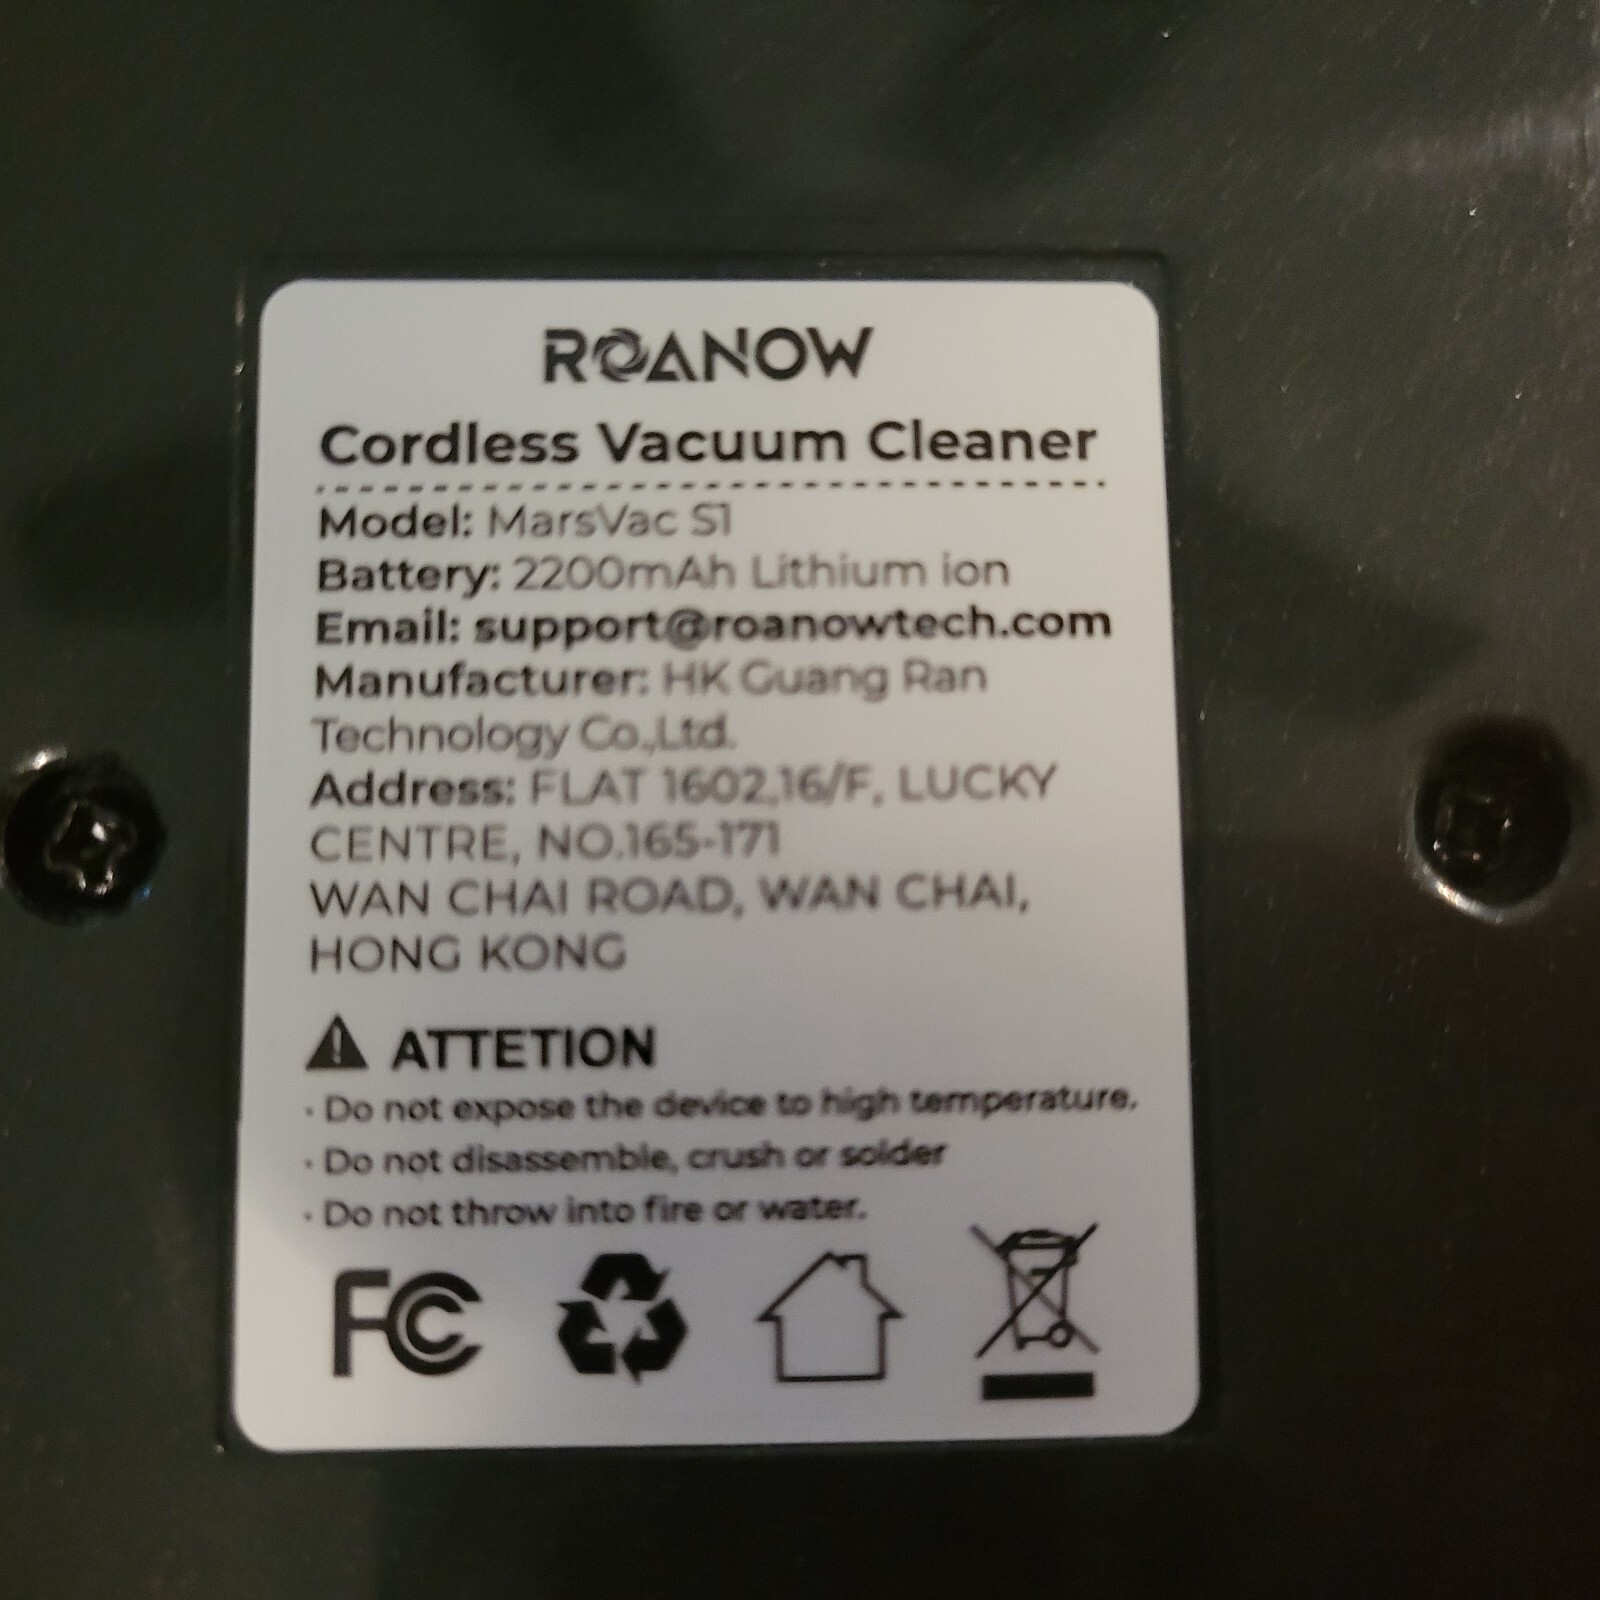 ROANOW
Cordless Vacuum Cleaner
Model: MarsVac S1
Battery: 2200mAh Lithium ion
Email: support@roanowtech.com
Manufacturer: HK Guang Ran
Technology Co.,Ltd.
Address: FLAT 1602,16/F, LUCKY
CENTRE, NO.165-171
WAN CHAI ROAD, WAN CHAI,
HONG KONG
ATTETION
· Do not expose the device to high temperature.
· Do not disassemble, crush or solder
· Do not throw into fire or water.
FC